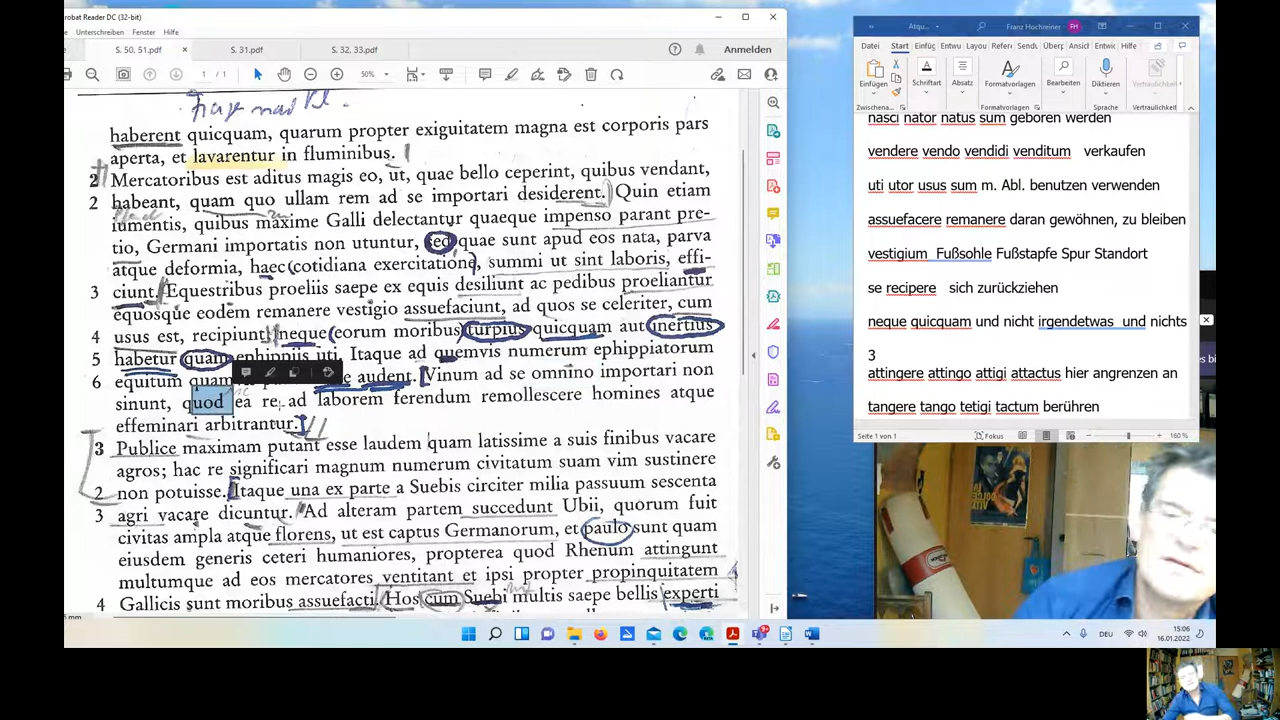 crobat Reader DC (32-bit)
Unterschreiben Fenster Hilfe
S. 50, 51.pdf S. 31.pdf S. 32, 33.pdf
Anmelden
1 / 1 50%
haberent quicquam, quarum propter exiguitatem magna est corporis pars
aperta, et lavarentur in fluminibus.
2 Mercatoribus est aditus magis eo, ut, quae bello ceperint, quibus vendant,
2 habeant, quam quo ullam rem ad se importari desiderent. Quin etiam
iumentis, quibus maxime Galli delectantur quaeque impenso parant pre-
tio, Germani importatis non utuntur, sed quae sunt apud eos nata, parva
atque deformia, haec cotidiana exercitatione, summi ut sint laboris, effi-
3 ciunt. Equestribus proeliis saepe ex equis desiliunt ac pedibus proeliantur
equosque eodem remanere vestigio assuefaciunt, ad quos se celeriter, cum
4 usus est, recipiunt; neque eorum moribus turpius quicquam aut inertius
5 habetur quam ephippiis uti. Itaque ad quemvis numerum ephippiatorum
6 equitum quam audent. Vinum ad se omnino importari non
sinunt, quod ea re ad laborem ferendum remollescere homines atque
effeminari arbitrantur.
3 Publice maximam putant esse laudem quam latissime a suis finibus vacare
agros; hac re significari magnum numerum civitatum suam vim sustinere
2 non potuisse. Itaque una ex parte a Suebis circiter milia passuum sescenta
3 agri vacare dicuntur. Ad alteram partem succedunt Ubii, quorum fuit
civitas ampla atque florens, ut est captus Germanorum, et paulo sunt quam
eiusdem generis ceteri humaniores, propterea quod Rhenum attingunt
multumque ad eos mercatores ventitant et ipsi propter propinquitatem
4 Gallicis sunt moribus assuefacti. Hos cum Suebi multis saepe bellis experti
Atqu... Franz Hochreiner FH
Datei Start Einfüg Entwu Layou Refere Sendu Überp Ansich Entwic Hilfe
Einfügen Schriftart Absatz Formatvorlagen Bearbeiten Diktieren Vertraulichkeit
Zwischena... Formatvorlagen Sprache Vertraulichkeit
nasci nator natus sum geboren werden
vendere vendo vendidi venditum verkaufen
uti utor usus sum m. Abl. benutzen verwenden
assuefacere remanere daran gewöhnen, zu bleiben
vestigium Fußsohle Fußstapfe Spur Standort
se recipere sich zurückziehen
neque quicquam und nicht irgendetwas und nichts
3
attingere attingo attigi attactus hier angrenzen an
tangere tango tetigi tactum berühren
Seite 1 von 1 Fokus 160 %
DEU 15:06
16.01.2022